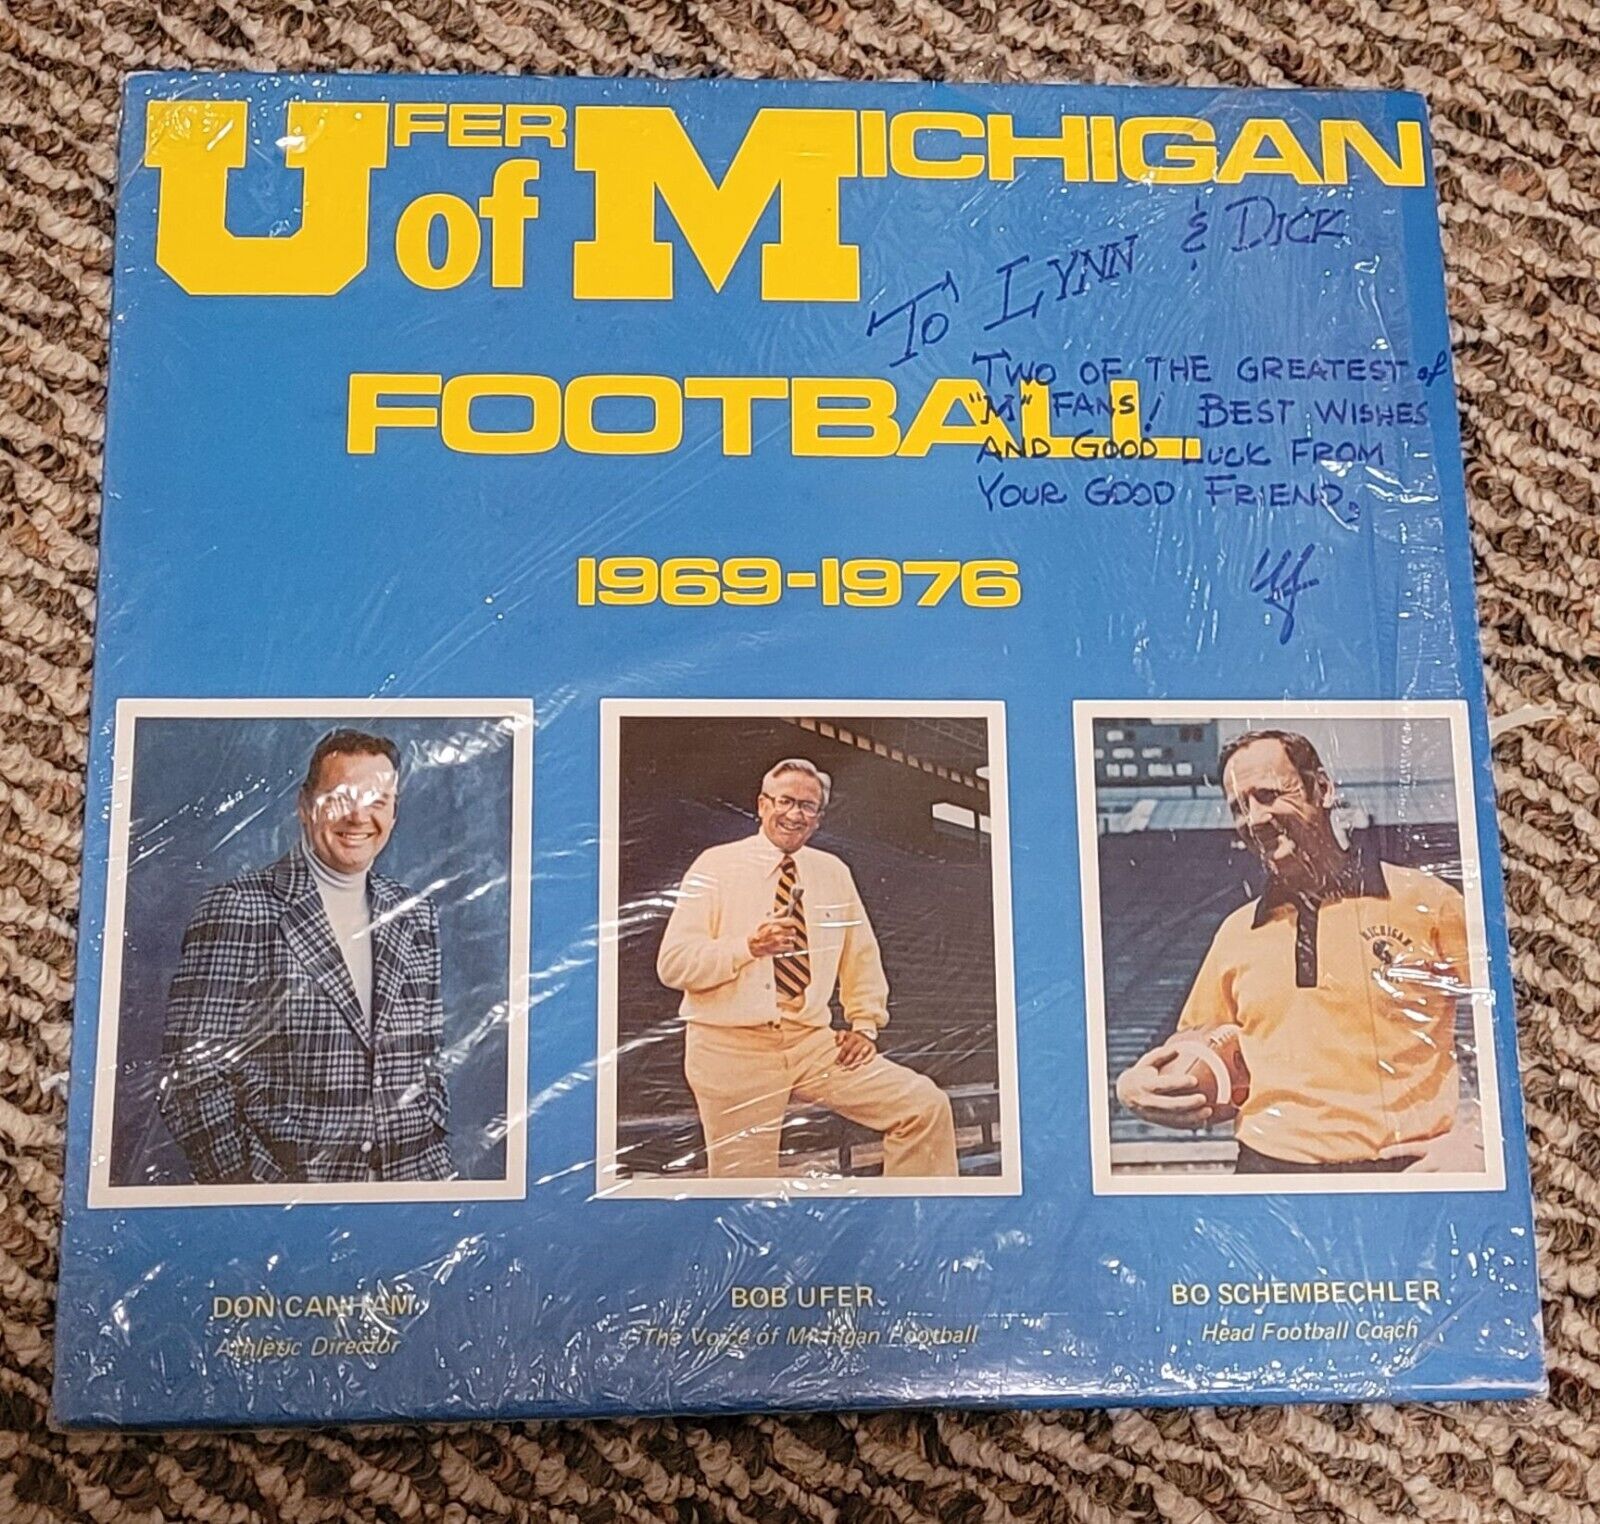 UFER of MICHIGAN
FOOTBALL
1969-1976
To LYNN & DICK
TWO OF THE GREATEST of
"M" FANS! BEST WISHES
AND GOOD LUCK FROM
YOUR GOOD FRIEND,
Ufer
MICHIGAN
DON CANHAM
Athletic Director
BOB UFER
The Voice of Michigan Football
BO SCHEMBECHLER
Head Football Coach